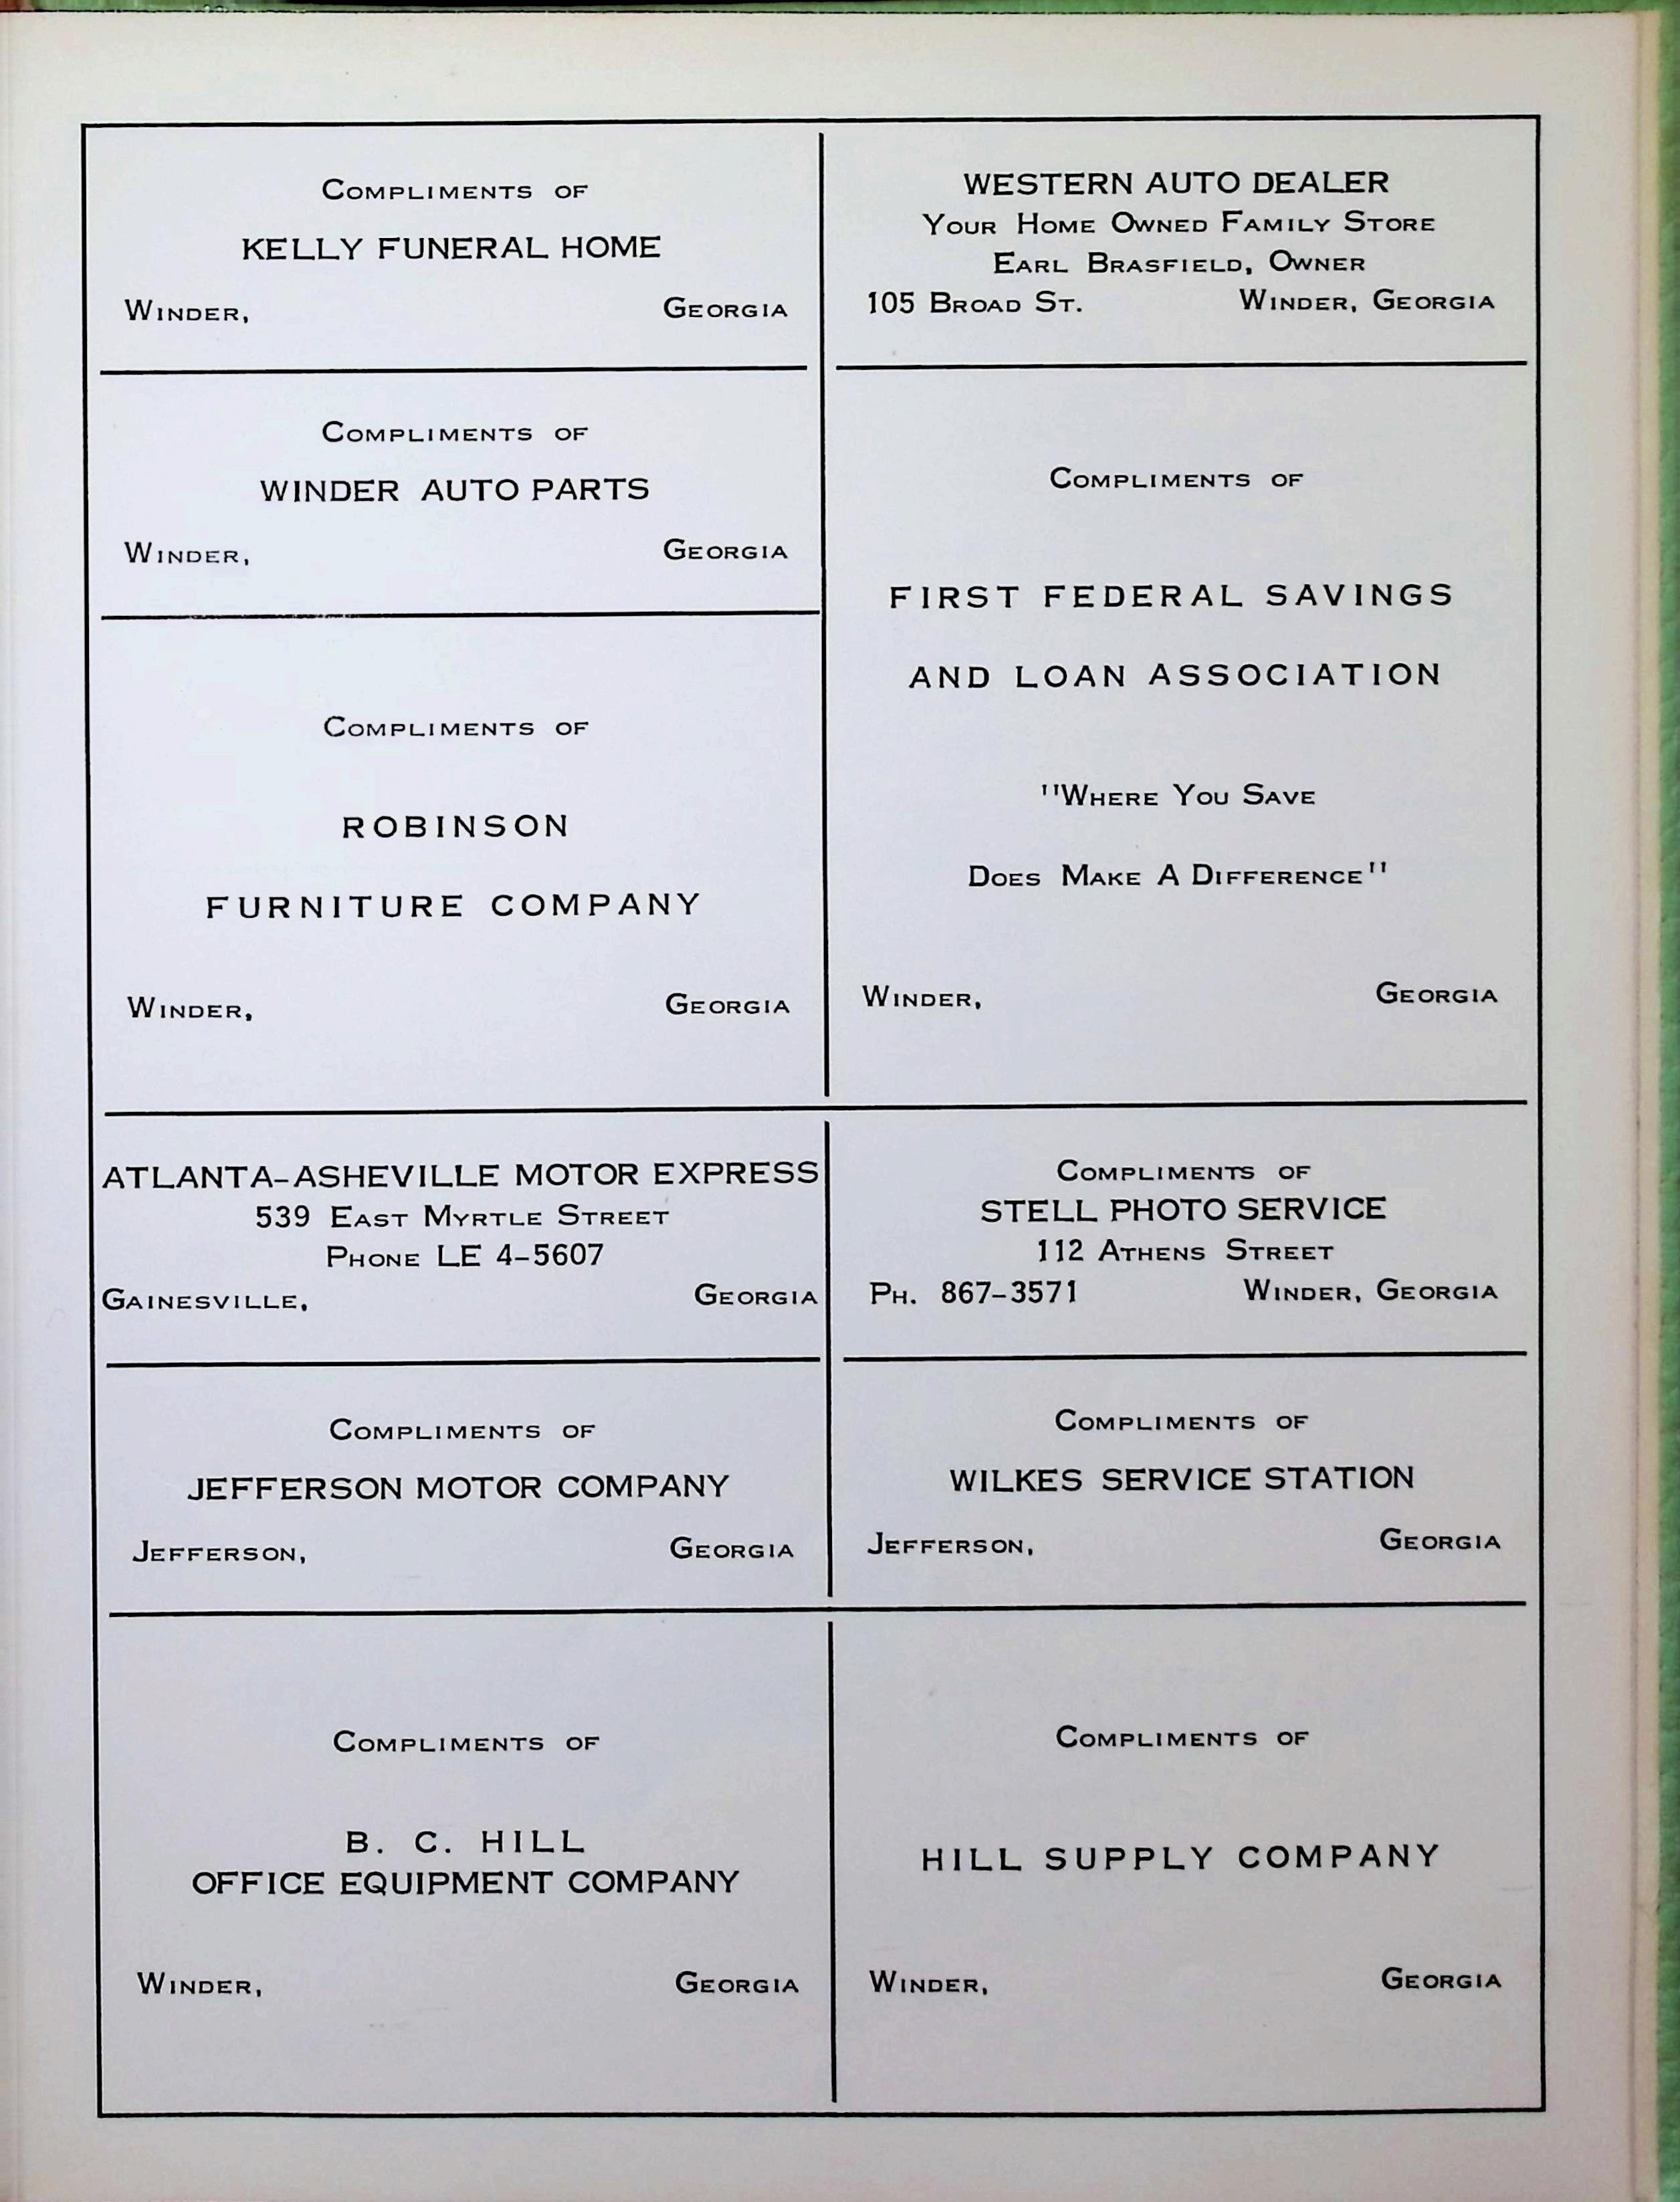 Compliments of
KELLY FUNERAL HOME
Winder, Georgia
WESTERN AUTO DEALER
Your Home Owned Family Store
Earl Brasfield, Owner
105 Broad St. Winder, Georgia
Compliments of
WINDER AUTO PARTS
Winder, Georgia
Compliments of
ROBINSON
FURNITURE COMPANY
Winder, Georgia
Compliments of
FIRST FEDERAL SAVINGS
AND LOAN ASSOCIATION
"Where You Save
Does Make A Difference"
Winder, Georgia
ATLANTA-ASHEVILLE MOTOR EXPRESS
539 East Myrtle Street
Phone LE 4-5607
Gainesville, Georgia
Compliments of
STELL PHOTO SERVICE
112 Athens Street
Ph. 867-3571 Winder, Georgia
Compliments of
JEFFERSON MOTOR COMPANY
Jefferson, Georgia
Compliments of
WILKES SERVICE STATION
Jefferson, Georgia
Compliments of
B. C. HILL
OFFICE EQUIPMENT COMPANY
Winder, Georgia
Compliments of
HILL SUPPLY COMPANY
Winder, Georgia